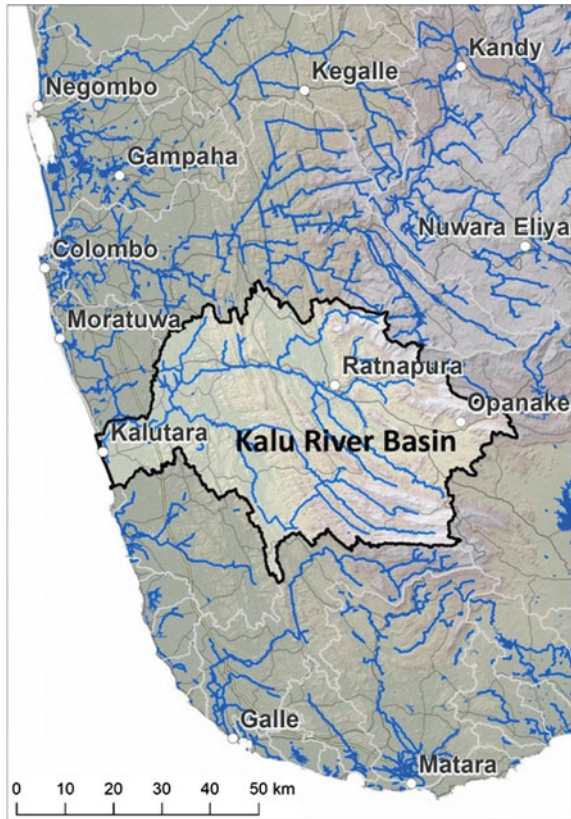 Kandy
Kegalle
Negombo
Gampaha
Nuwara Eliya
Colombo
Moratuwa
Ratnapura
Opanake
Kalutara
Kalu River Basin
Galle
Matara
0 10 20 30 40 50 km